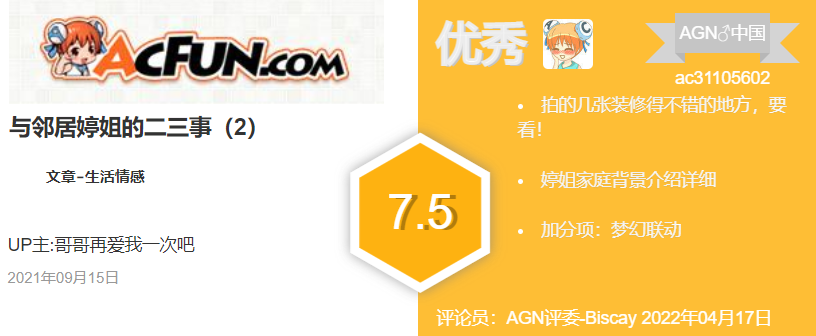 ACFUN.COM
与邻居婷姐的二三事（2）
文章-生活情感
UP主:哥哥再爱我一次吧
2021年09月15日
7.5
优秀
AGN♂中国
ac31105602
• 拍的几张装修得不错的地方，要
看！
• 婷姐家庭背景介绍详细
• 加分项：梦幻联动
评论员：AGN评委-Biscay 2022年04月17日